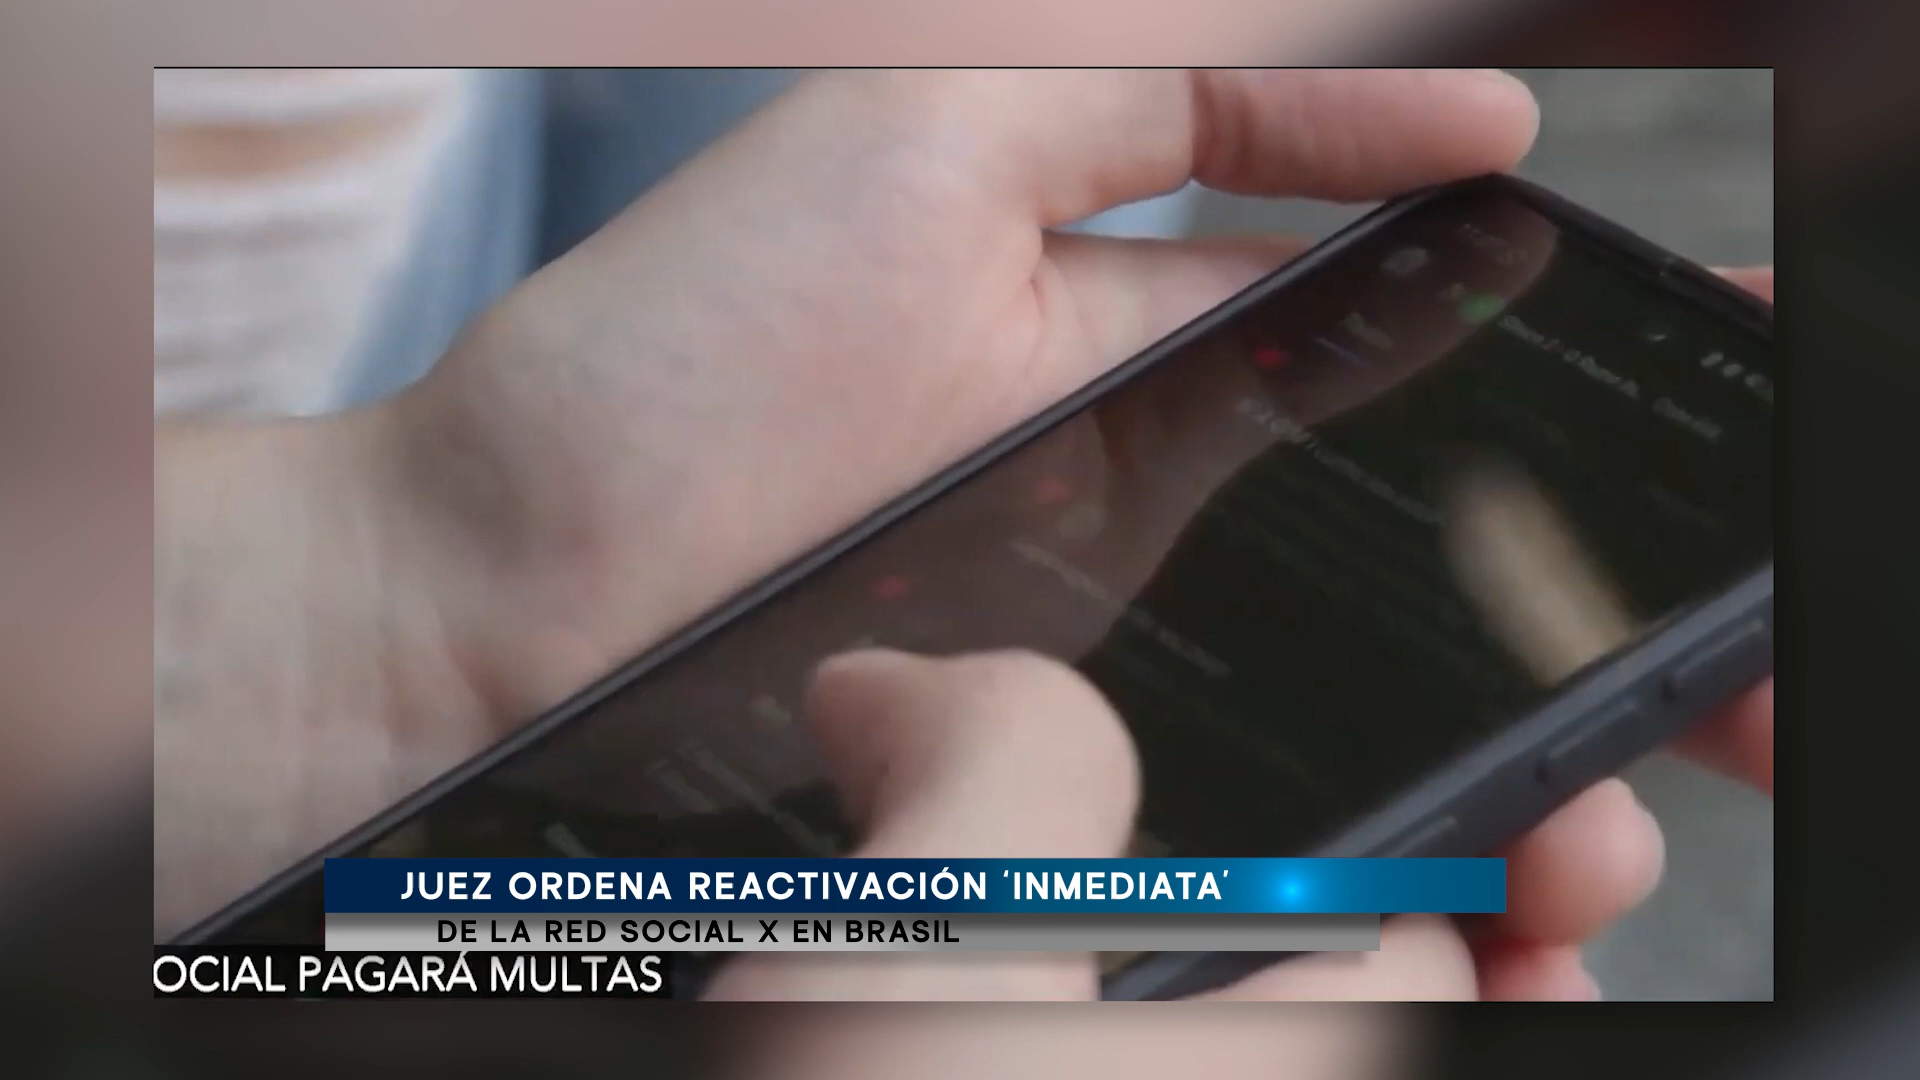 JUEZ ORDENA REACTIVACIÓN ‘INMEDIATA’
DE LA RED SOCIAL X EN BRASIL
OCIAL PAGARÁ MULTAS